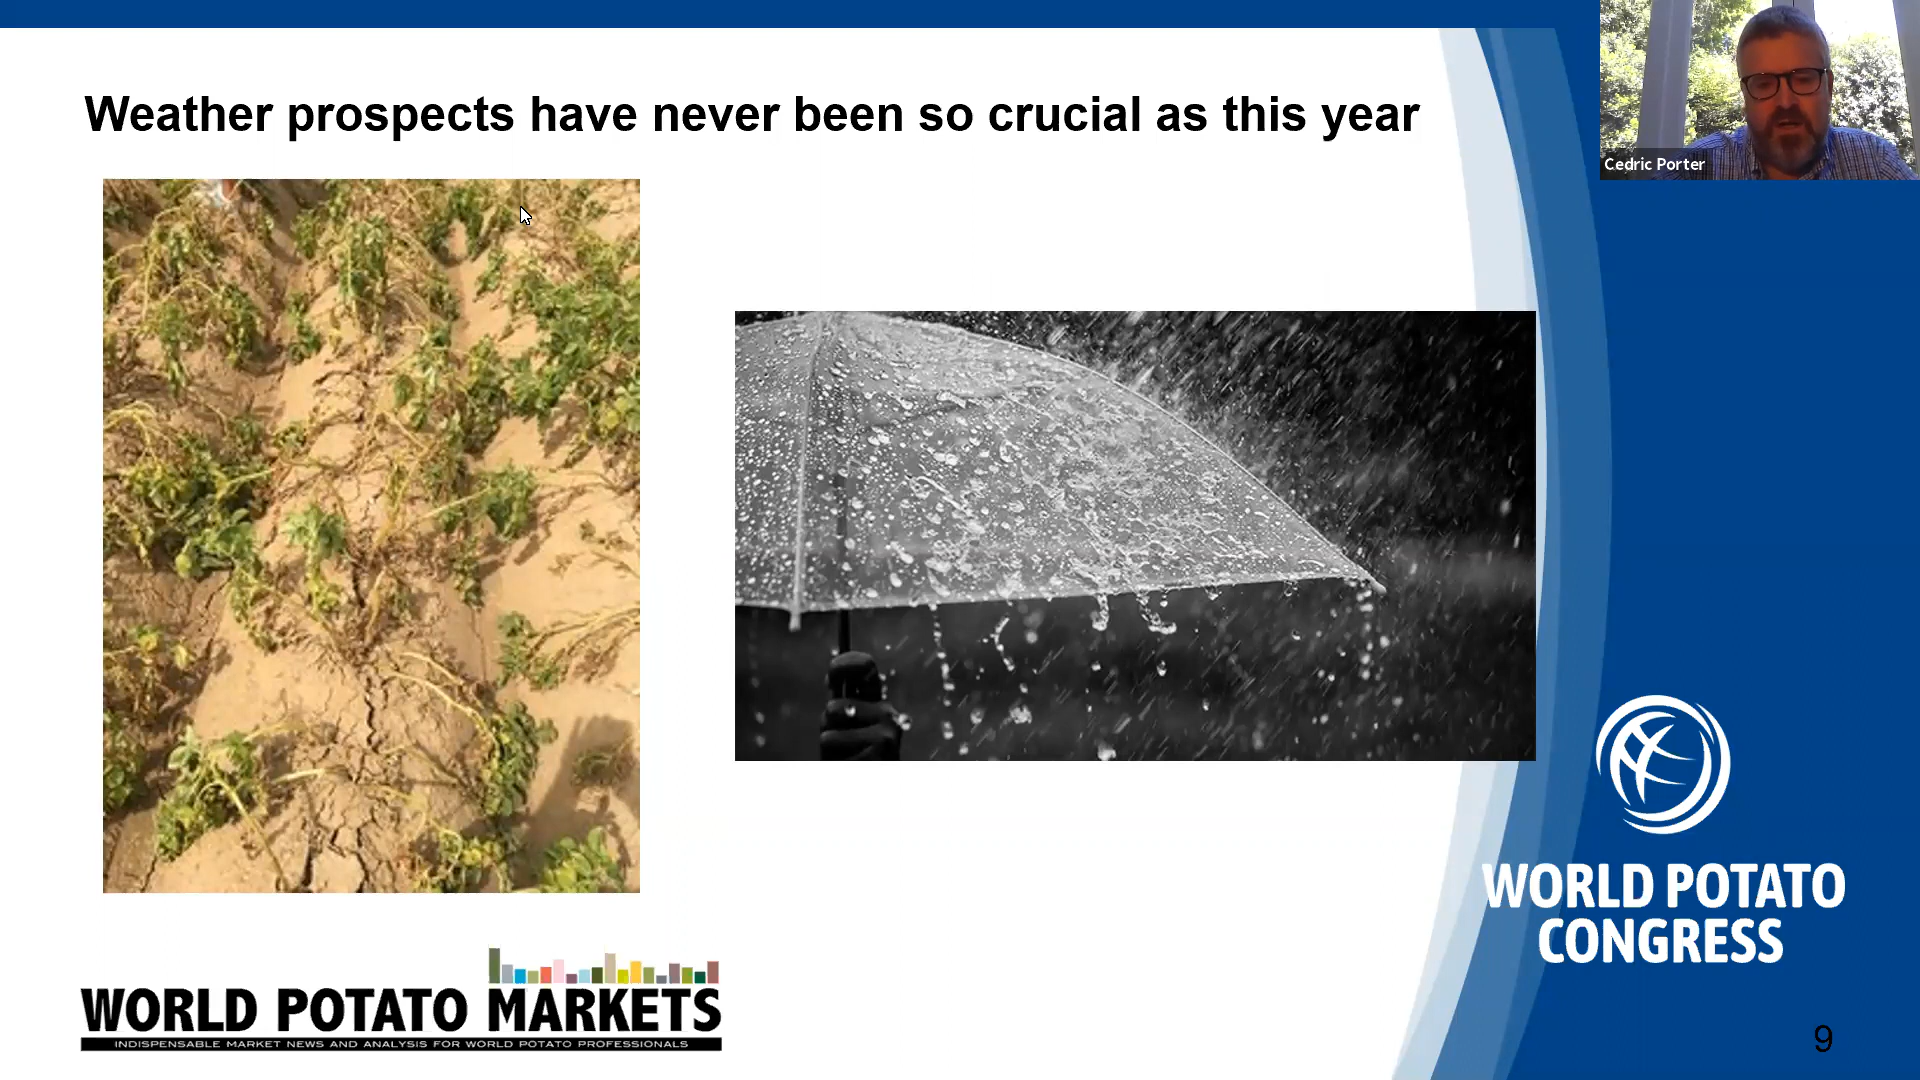 Weather prospects have never been so crucial as this year
Cedric Porter
WORLD POTATO
CONGRESS
WORLD POTATO MARKETS
INDISPENSABLE MARKET NEWS AND ANALYSIS FOR WORLD POTATO PROFESSIONALS
9